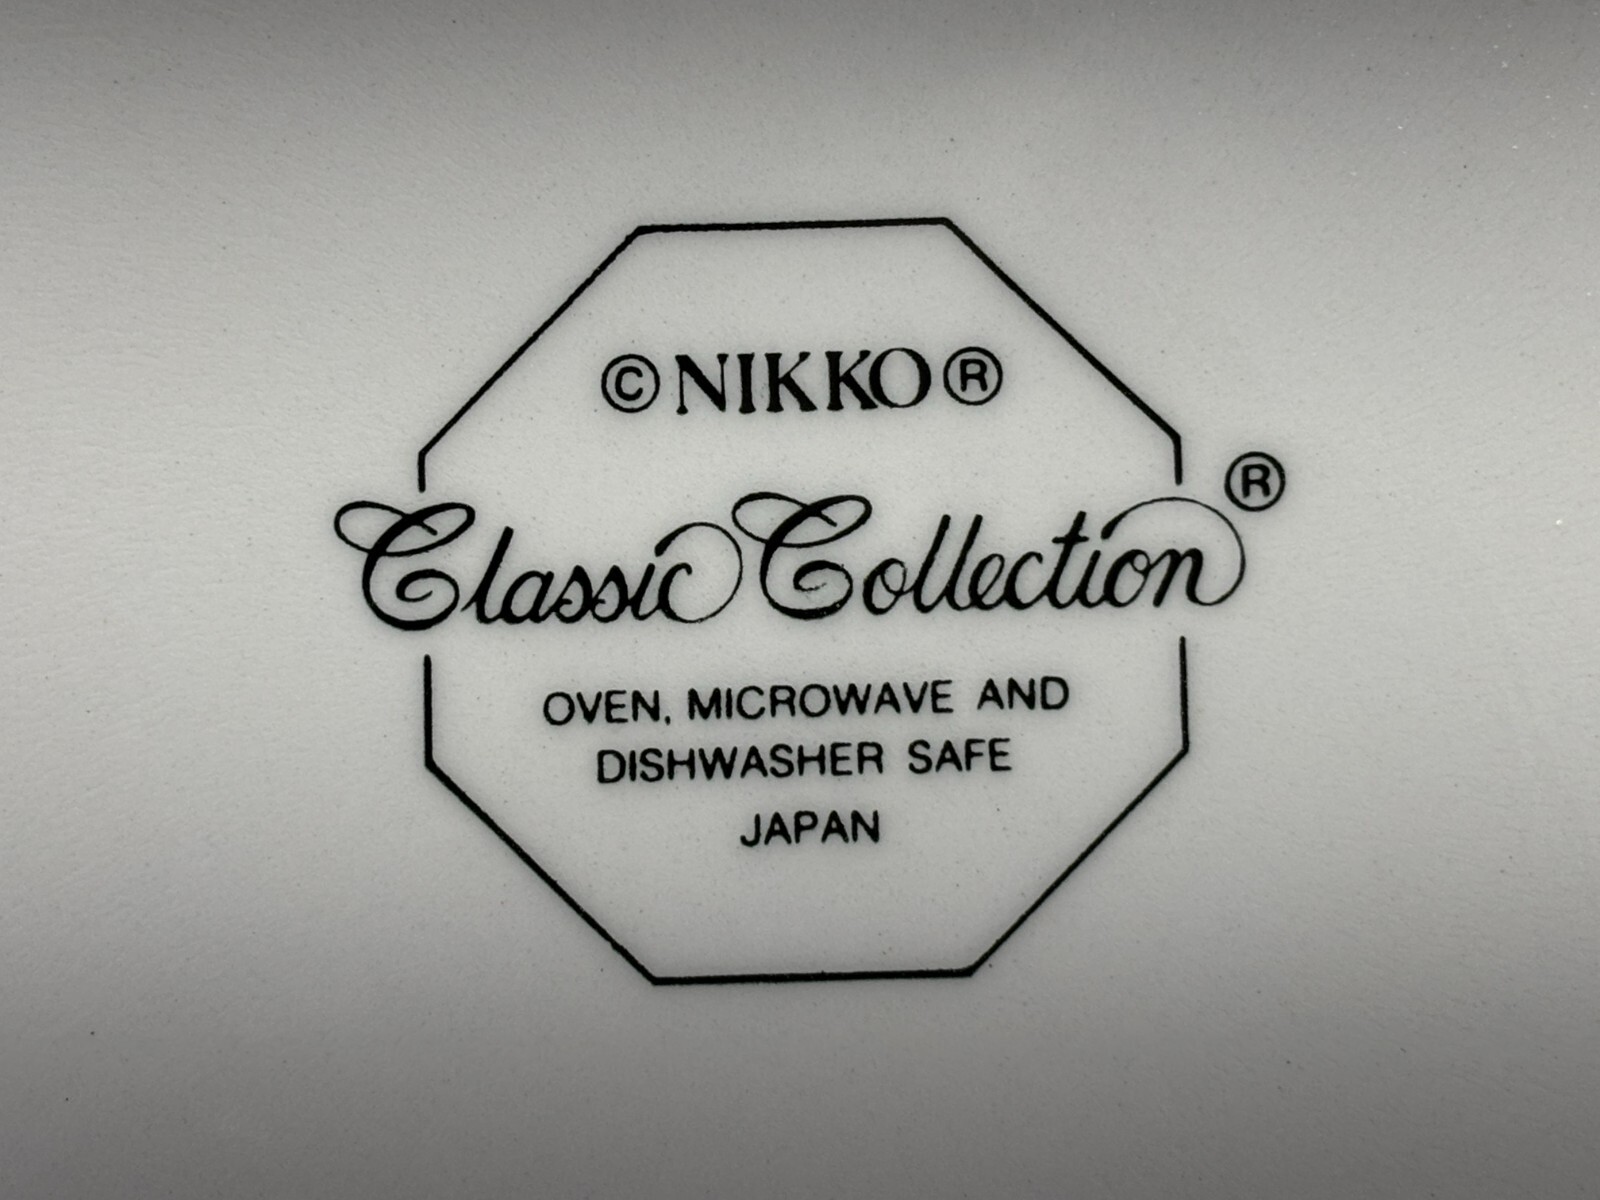 © NIKKO ®
Classic Collection ®
OVEN, MICROWAVE AND
DISHWASHER SAFE
JAPAN